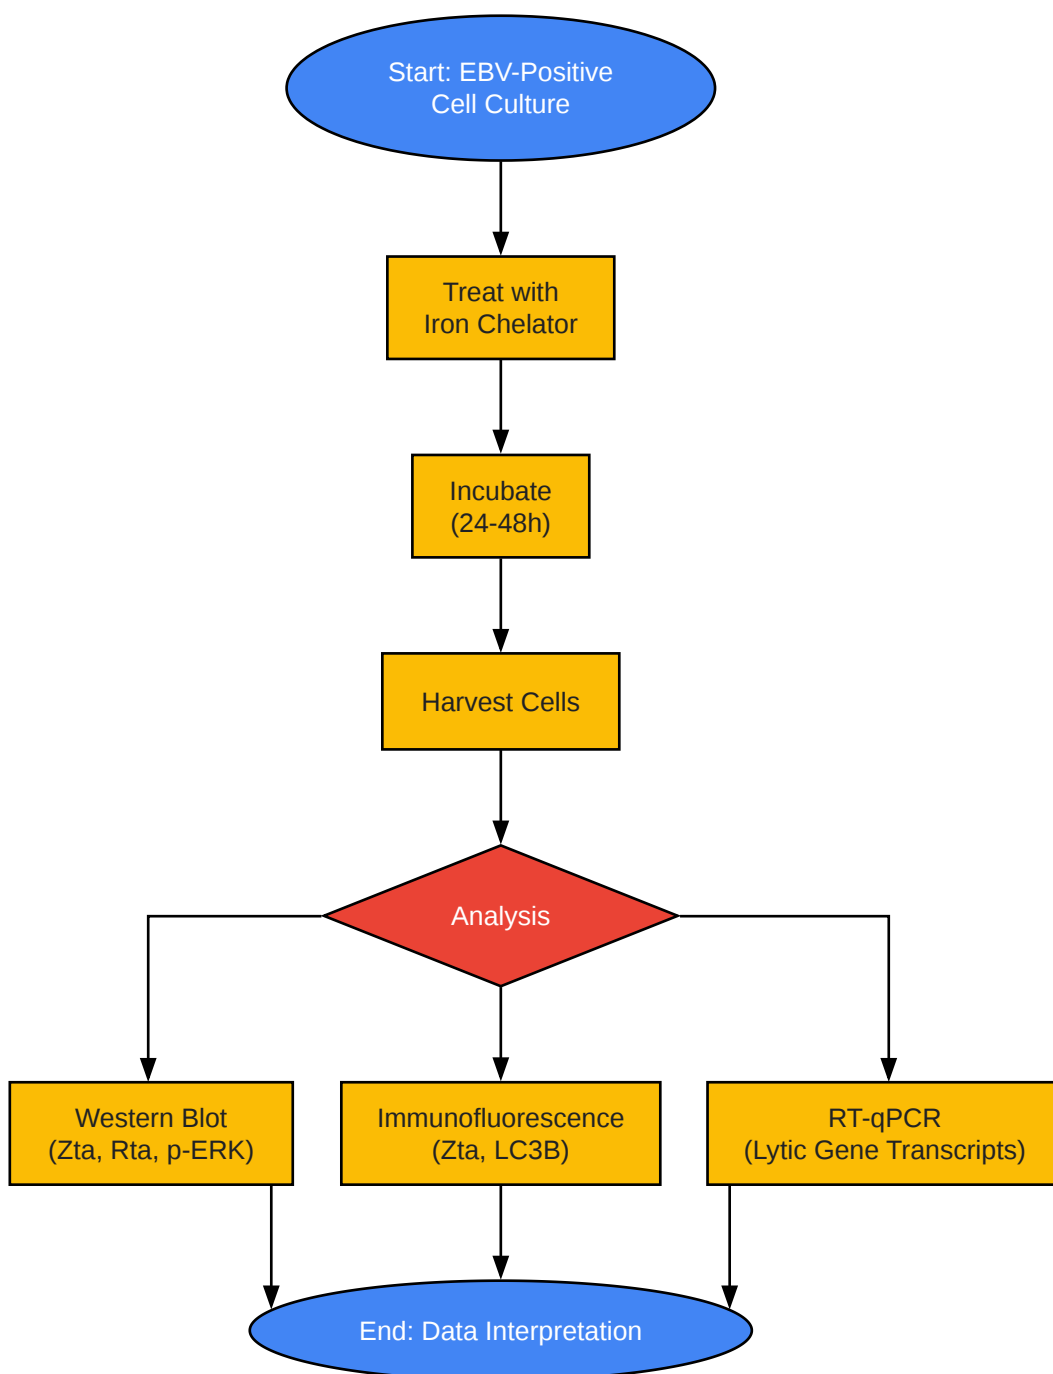 Start: EBV-Positive
Cell Culture
Treat with
Iron Chelator
Incubate
(24-48h)
Harvest Cells
Analysis
Western Blot
(Zta, Rta, p-ERK)
Immunofluorescence
(Zta, LC3B)
RT-qPCR
(Lytic Gene Transcripts)
End: Data Interpretation